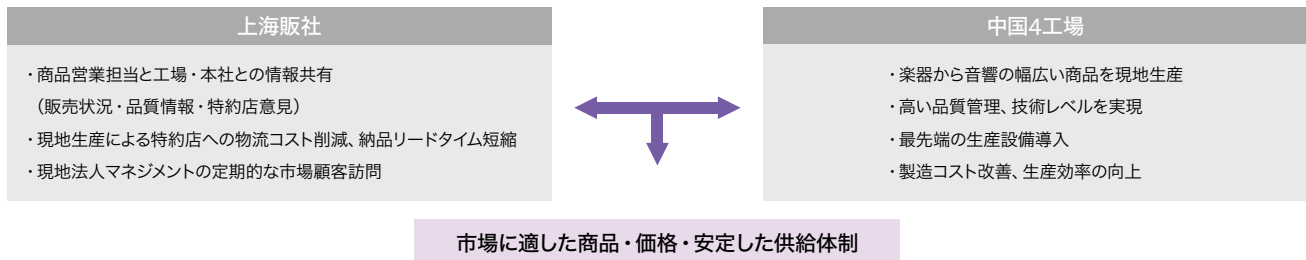 上海販社
・商品営業担当と工場・本社との情報共有
（販売状況・品質情報・特約店意見）
・現地生産による特約店への物流コスト削減、納品リードタイム短縮
・現地法人マネジメントの定期的な市場顧客訪問
中国4工場
・楽器から音響の幅広い商品を現地生産
・高い品質管理、技術レベルを実現
・最先端の生産設備導入
・製造コスト改善、生産効率の向上
市場に適した商品・価格・安定した供給体制